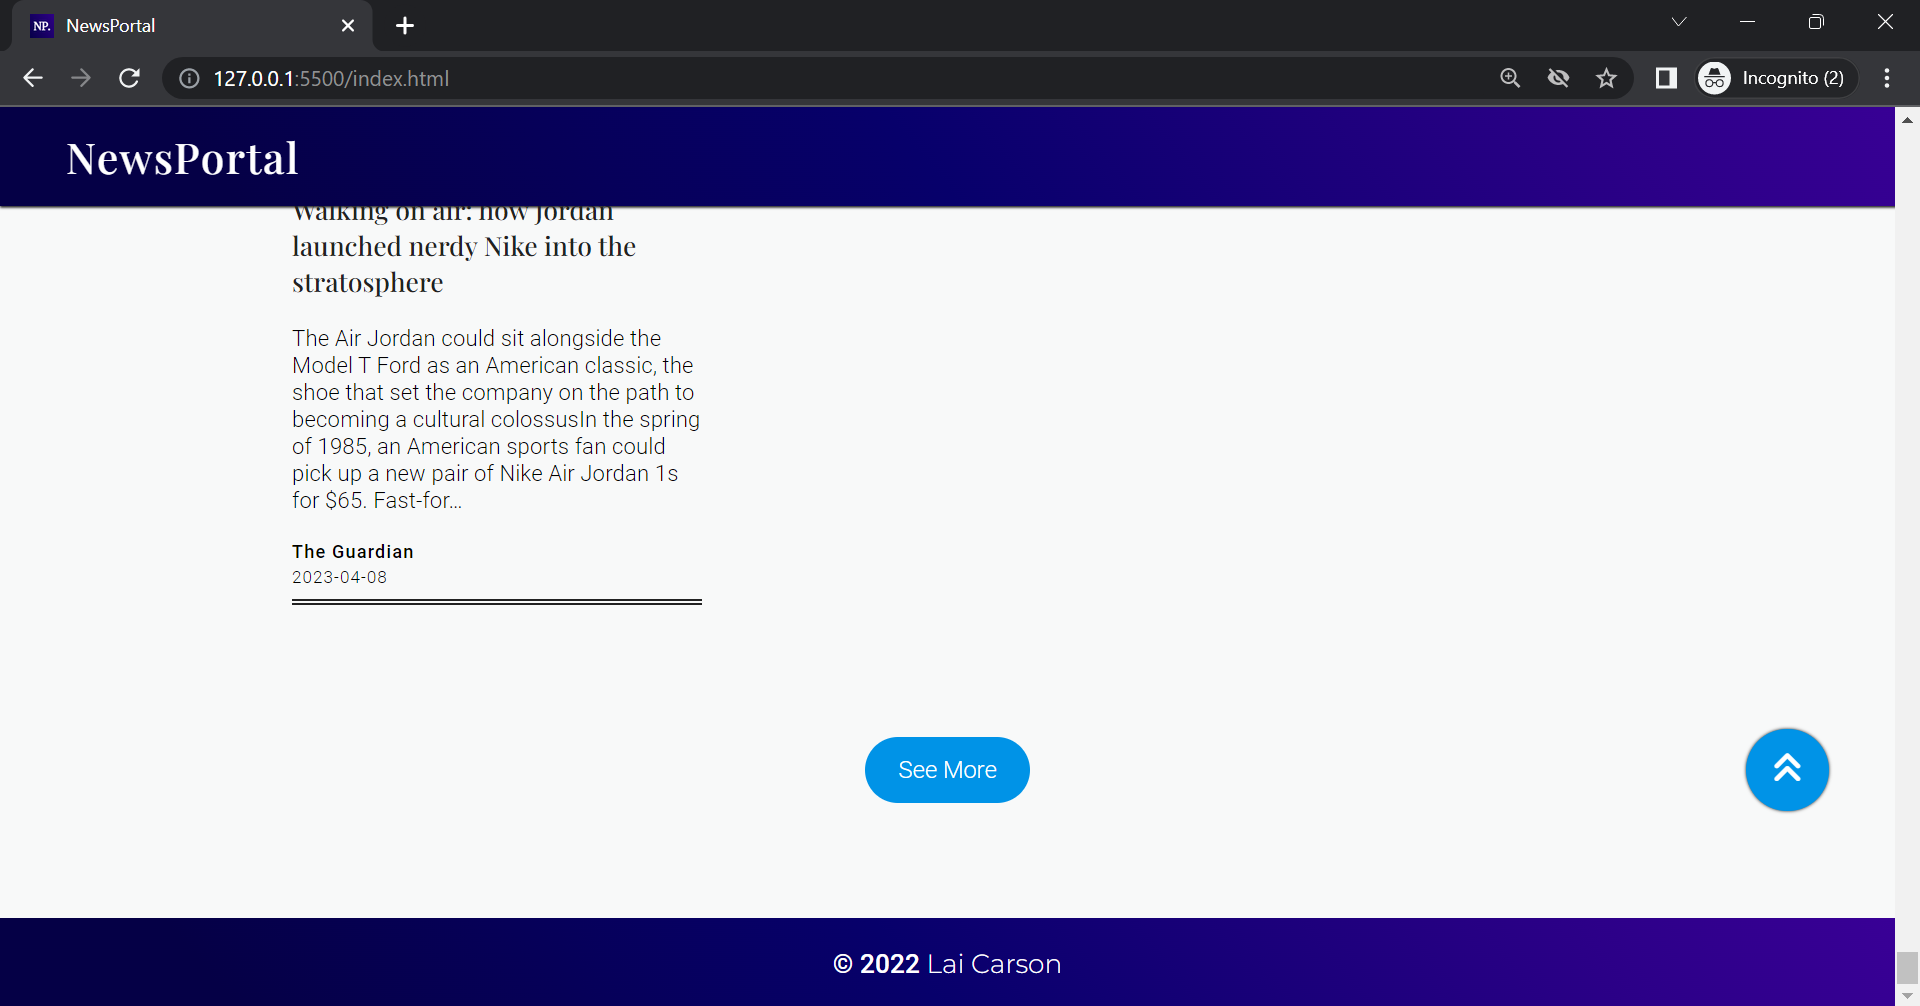 NP. NewsPortal
127.0.0.1:5500/index.html
Incognito (2)
NewsPortal
Walking on air: how Jordan
launched nerdy Nike into the
stratosphere
The Air Jordan could sit alongside the
Model T Ford as an American classic, the
shoe that set the company on the path to
becoming a cultural colossusIn the spring
of 1985, an American sports fan could
pick up a new pair of Nike Air Jordan 1s
for $65. Fast-for…
The Guardian
2023-04-08
See More
© 2022 Lai Carson